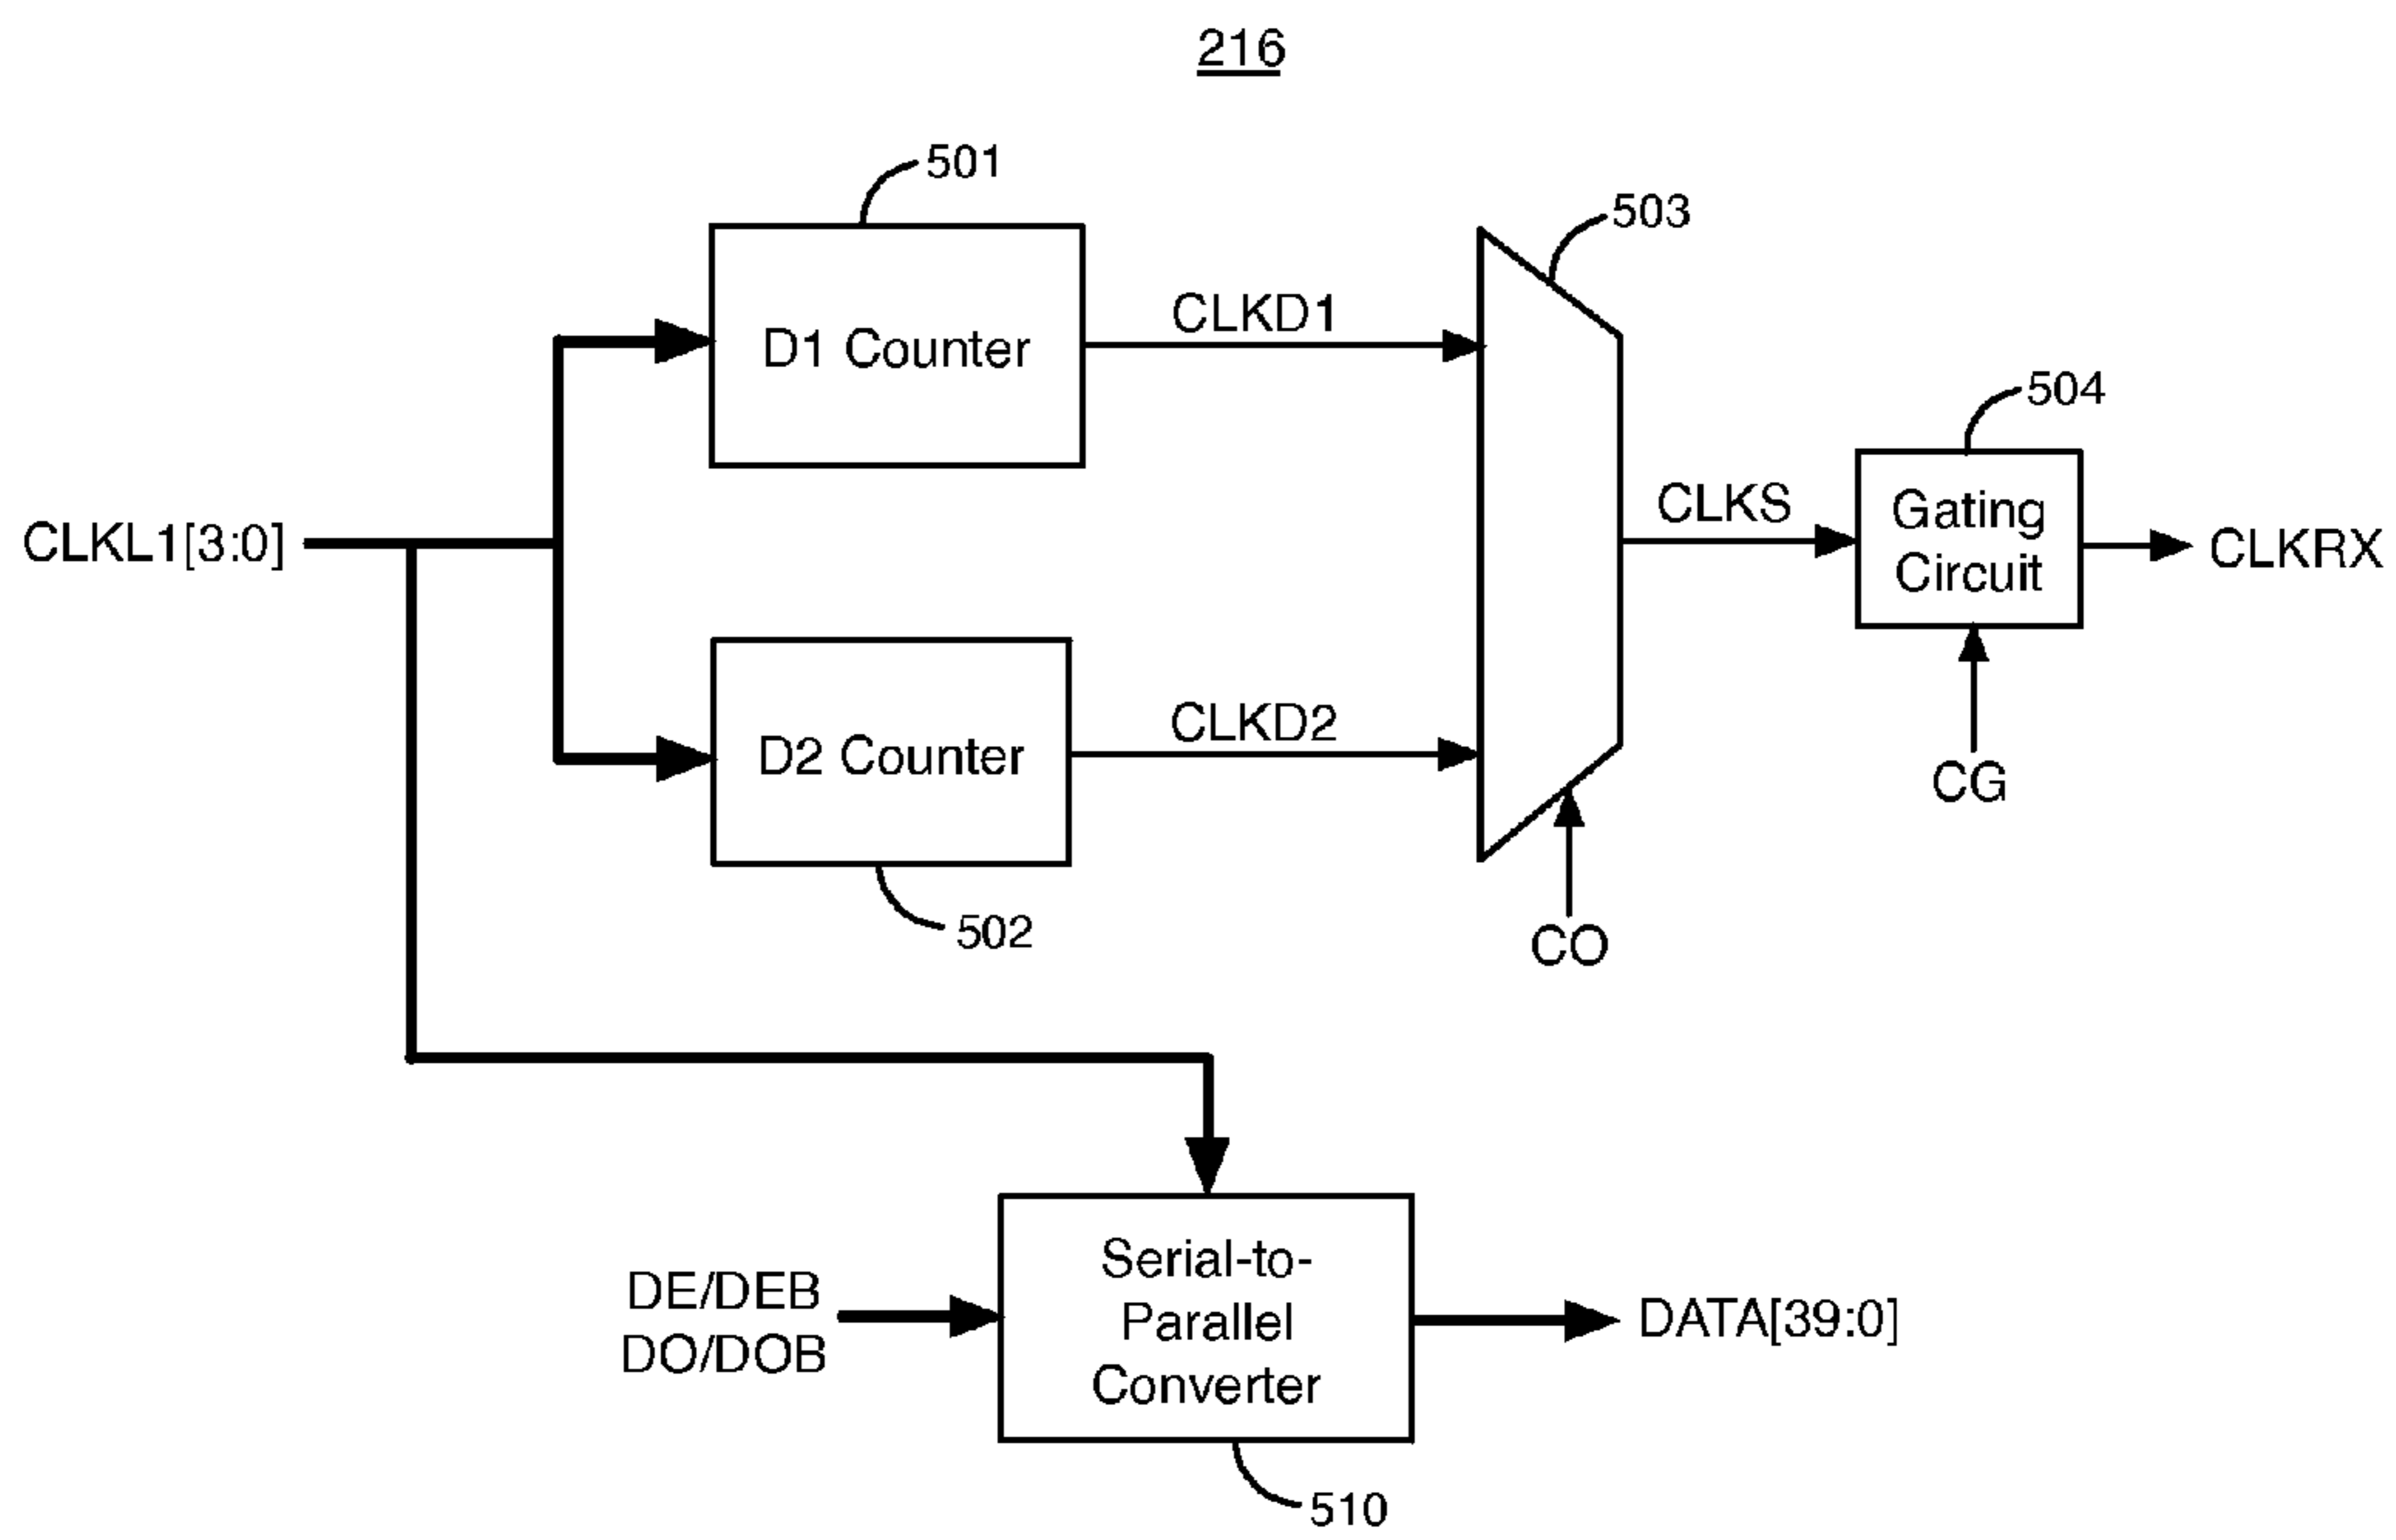 216
501
503
D1 Counter
CLKD1
504
CLKL1[3:0]
CLKS
Gating
Circuit
CLKRX
D2 Counter
CLKD2
CG
502
CO
DE/DEB
DO/DOB
Serial-to-
Parallel
Converter
DATA[39:0]
510